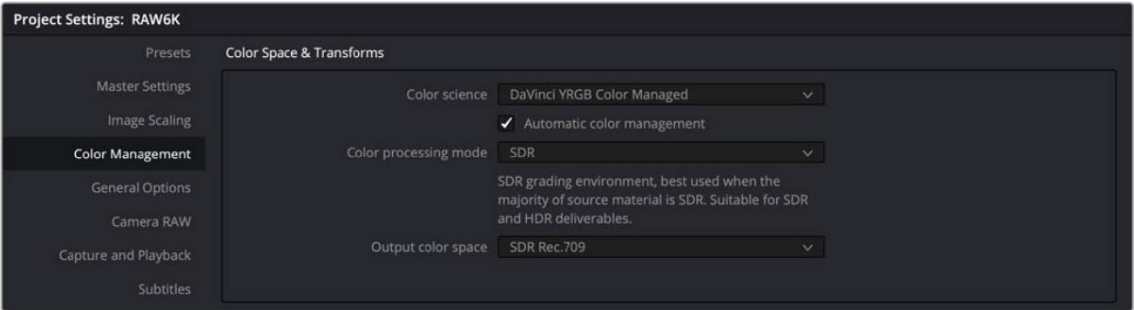 Project Settings: RAW6K
Presets
Color Space & Transforms
Master Settings
Color science DaVinci YRGB Color Managed
Image Scaling
Automatic color management
Color Management
Color processing mode SDR
General Options
SDR grading environment, best used when the
majority of source material is SDR. Suitable for SDR
and HDR deliverables.
Camera RAW
Capture and Playback
Output color space SDR Rec.709
Subtitles